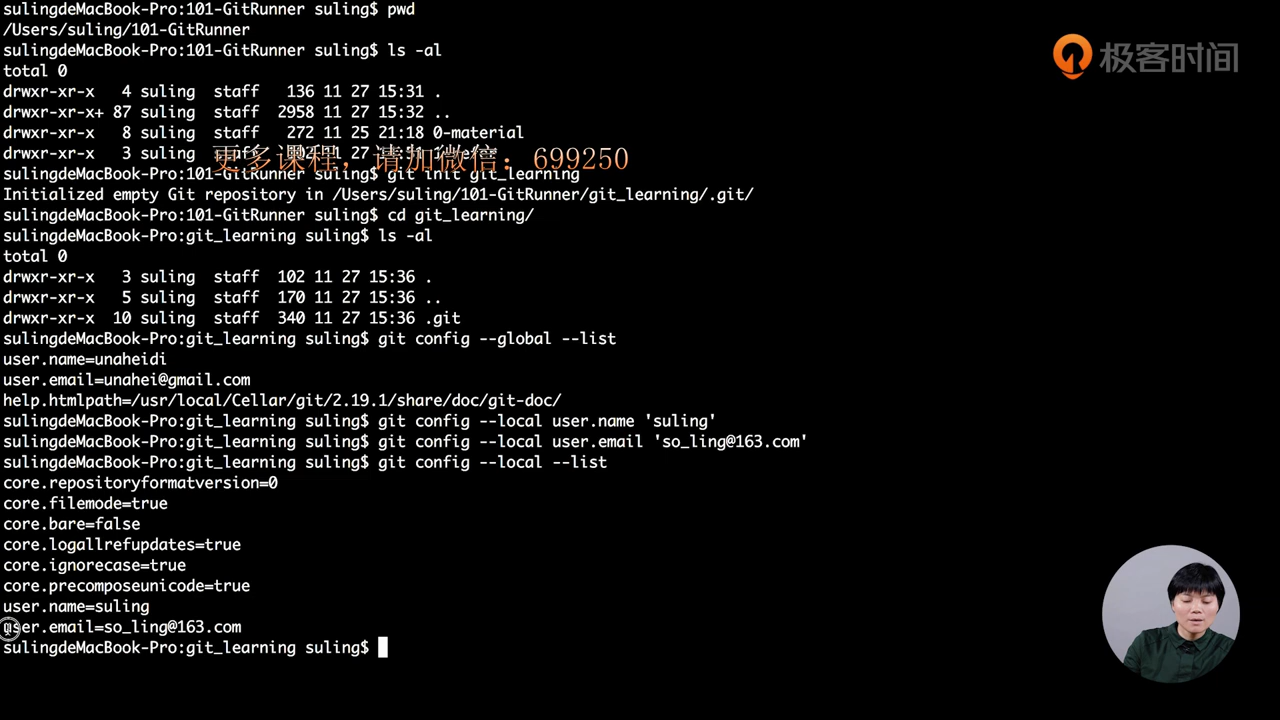 sulingdeMacBook-Pro:101-GitRunner suling$ pwd
/Users/suling/101-GitRunner
sulingdeMacBook-Pro:101-GitRunner suling$ ls -al
total 0
drwxr-xr-x   4 suling  staff   136 11 27 15:31 .
drwxr-xr-x+ 87 suling  staff  2958 11 27 15:32 ..
drwxr-xr-x   8 suling  staff   272 11 25 21:18 0-material
drwxr-xr-x   3 suling  staff
更多课程，请加微信：699250
sulingdeMacBook-Pro:101-GitRunner suling$ git init git_learning
Initialized empty Git repository in /Users/suling/101-GitRunner/git_learning/.git/
sulingdeMacBook-Pro:101-GitRunner suling$ cd git_learning/
sulingdeMacBook-Pro:git_learning suling$ ls -al
total 0
drwxr-xr-x   3 suling  staff  102 11 27 15:36 .
drwxr-xr-x   5 suling  staff  170 11 27 15:36 ..
drwxr-xr-x  10 suling  staff  340 11 27 15:36 .git
sulingdeMacBook-Pro:git_learning suling$ git config --global --list
user.name=unaheidi
user.email=unahei@gmail.com
help.htmlpath=/usr/local/Cellar/git/2.19.1/share/doc/git-doc/
sulingdeMacBook-Pro:git_learning suling$ git config --local user.name 'suling'
sulingdeMacBook-Pro:git_learning suling$ git config --local user.email 'so_ling@163.com'
sulingdeMacBook-Pro:git_learning suling$ git config --local --list
core.repositoryformatversion=0
core.filemode=true
core.bare=false
core.logallrefupdates=true
core.ignorecase=true
core.precomposeunicode=true
user.name=suling
user.email=so_ling@163.com
sulingdeMacBook-Pro:git_learning suling$
极客时间